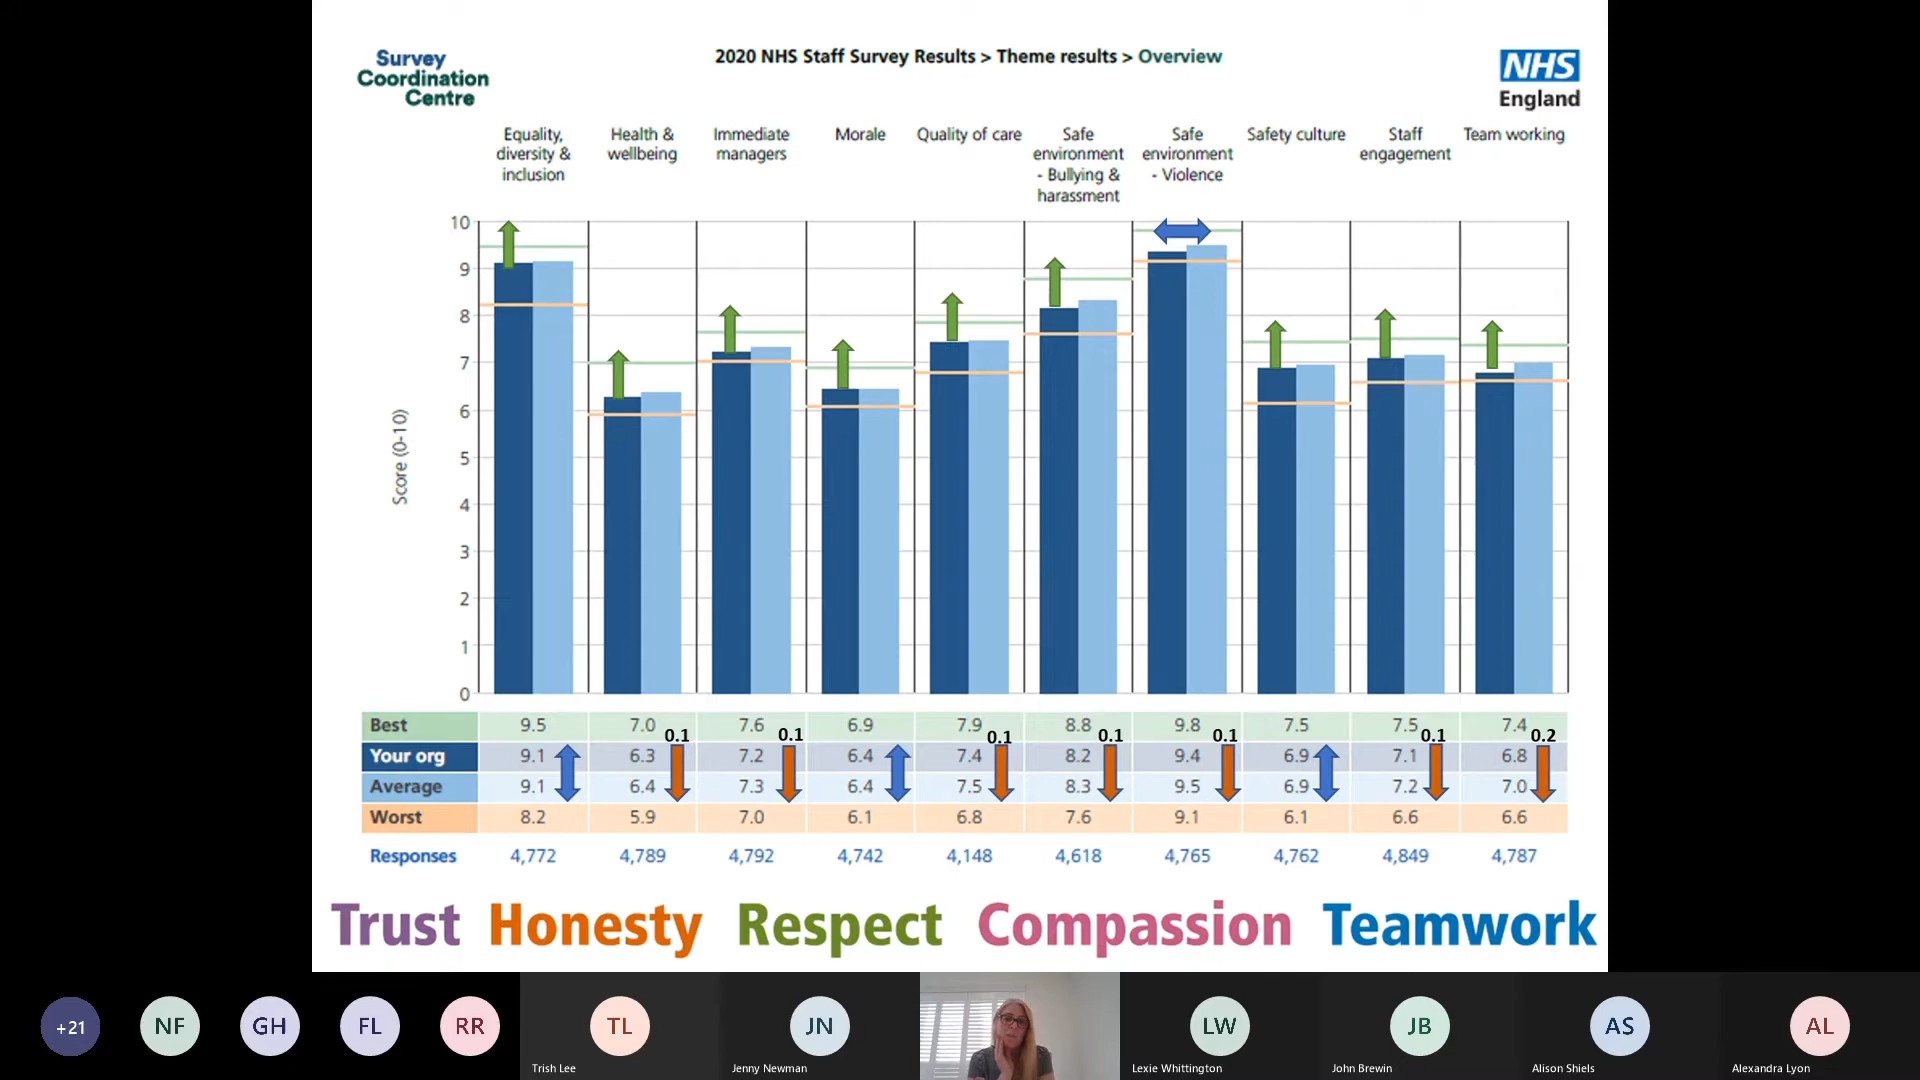 Survey
Coordination
Centre
2020 NHS Staff Survey Results > Theme results > Overview
NHS
England
Equality, diversity & inclusion
Health & wellbeing
Immediate managers
Morale
Quality of care
Safe environment - Bullying & harassment
Safe environment - Violence
Safety culture
Staff engagement
Team working
Score (0-10)
10
9
8
7
6
5
4
3
2
1
0
Best 9.5 7.0 7.6 6.9 7.9 8.8 9.8 7.5 7.5 7.4
0.1 0.1 0.1 0.1 0.1 0.1 0.2
Your org 9.1 6.3 7.2 6.4 7.4 8.2 9.4 6.9 7.1 6.8
Average 9.1 6.4 7.3 6.4 7.5 8.3 9.5 6.9 7.2 7.0
Worst 8.2 5.9 7.0 6.1 6.8 7.6 9.1 6.1 6.6 6.6
Responses 4,772 4,789 4,792 4,742 4,148 4,618 4,765 4,762 4,849 4,787
Trust Honesty Respect Compassion Teamwork
+21 NF GH FL RR TL JN LW JB AS AL
Trish Lee Jenny Newman Lexie Whittington John Brewin Alison Shiels Alexandra Lyon